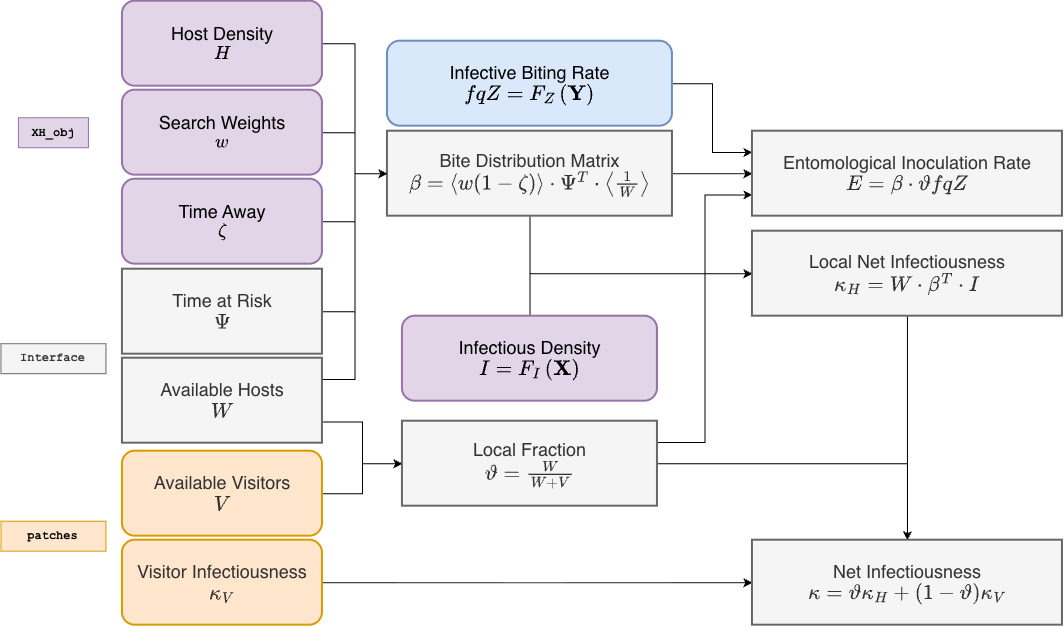 Host Density
H
Search Weights
w
XH_obj
Time Away
ζ
Time at Risk
Ψ
Interface
Available Hosts
W
Available Visitors
V
patches
Visitor Infectiousness
κ_V
Infective Biting Rate
fqZ = F_Z (𝐘)
Bite Distribution Matrix
β = ⟨w(1 − ζ)⟩ · Ψ^T · ⟨1/W⟩
Infectious Density
I = F_I (𝐗)
Local Fraction
ϑ = W/(W+V)
Entomological Inoculation Rate
E = β · ϑfqZ
Local Net Infectiousness
κ_H = W · β^T · I
Net Infectiousness
κ = ϑκ_H + (1 − ϑ)κ_V